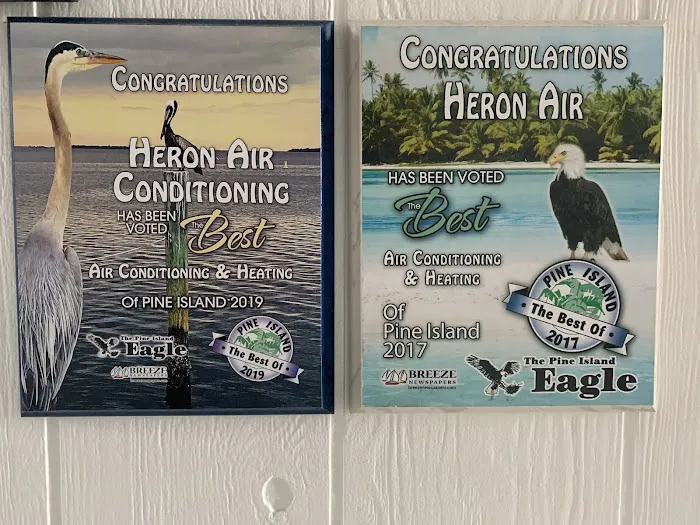 CONGRATULATIONS
HERON AIR
CONDITIONING
HAS BEEN
VOTED
The Best
AIR CONDITIONING & HEATING
Of PINE ISLAND 2019
The Pine Island
Eagle
BREEZE
NEWSPAPERS
PINE ISLAND
The Best Of
2019
CONGRATULATIONS
HERON AIR
HAS BEEN VOTED
The Best
AIR CONDITIONING
& HEATING
Of
Pine Island
2017
PINE ISLAND
The Best Of
2017
BREEZE
NEWSPAPERS
The Pine Island
Eagle